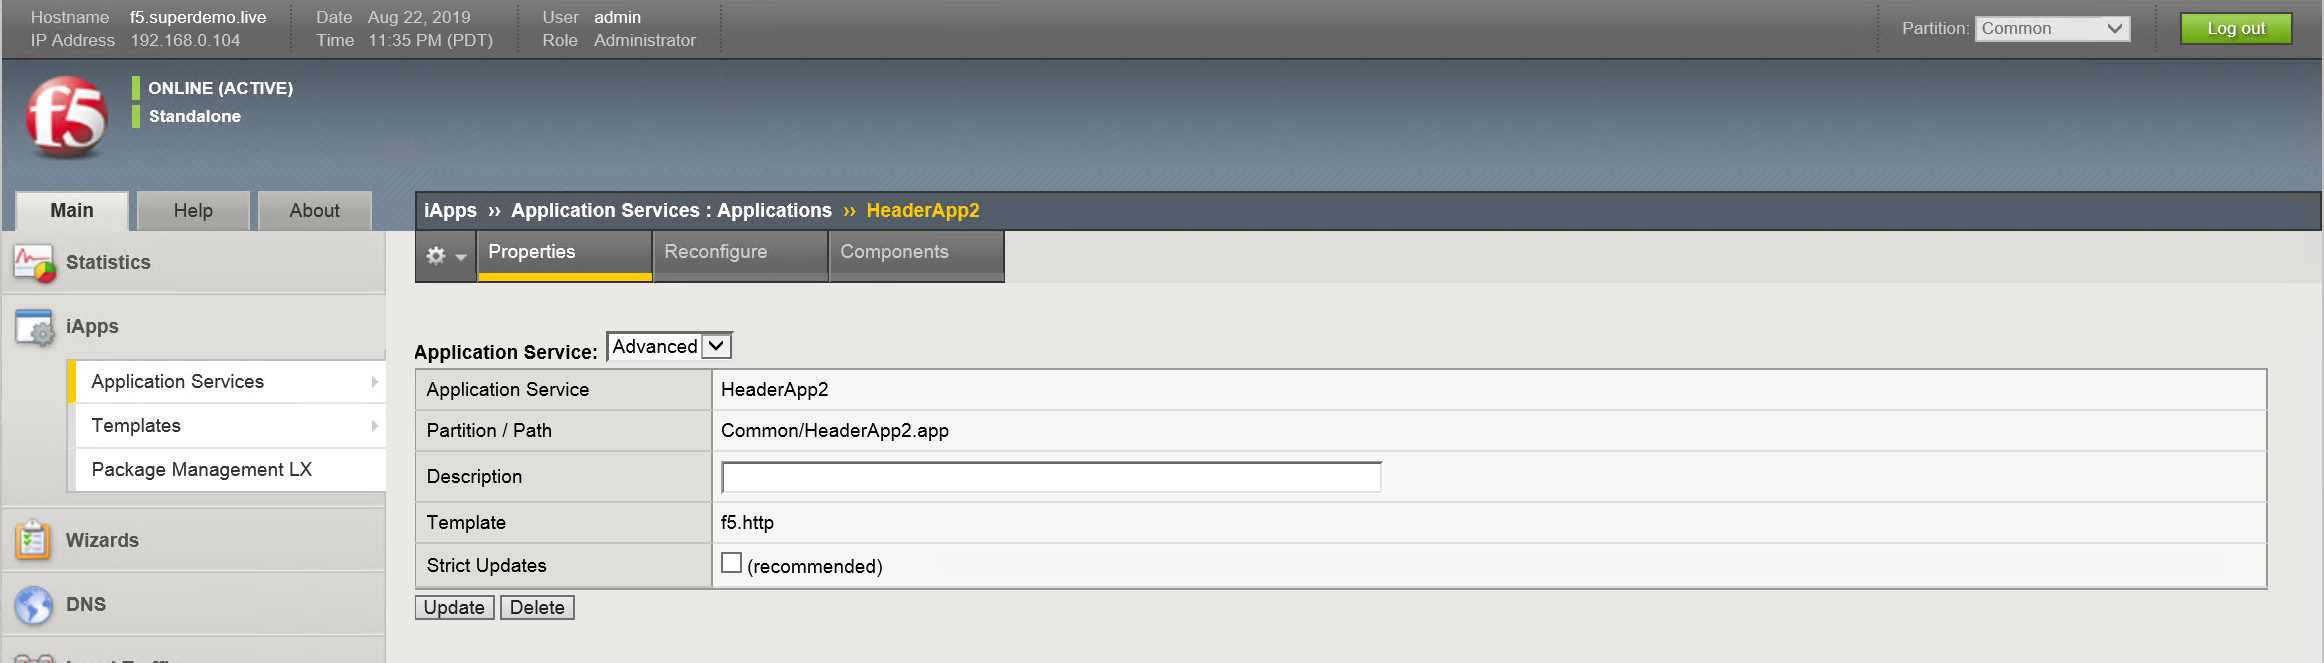 Hostname f5.superdemo.live Date Aug 22, 2019 User admin
IP Address 192.168.0.104 Time 11:35 PM (PDT) Role Administrator
Partition: Common Log out
f5
ONLINE (ACTIVE)
Standalone
Main Help About
iApps ›› Application Services : Applications ›› HeaderApp2
Properties Reconfigure Components
Statistics
iApps
Application Services
Templates
Package Management LX
Wizards
DNS
Application Service: Advanced
Application Service HeaderApp2
Partition / Path Common/HeaderApp2.app
Description
Template f5.http
Strict Updates (recommended)
Update Delete